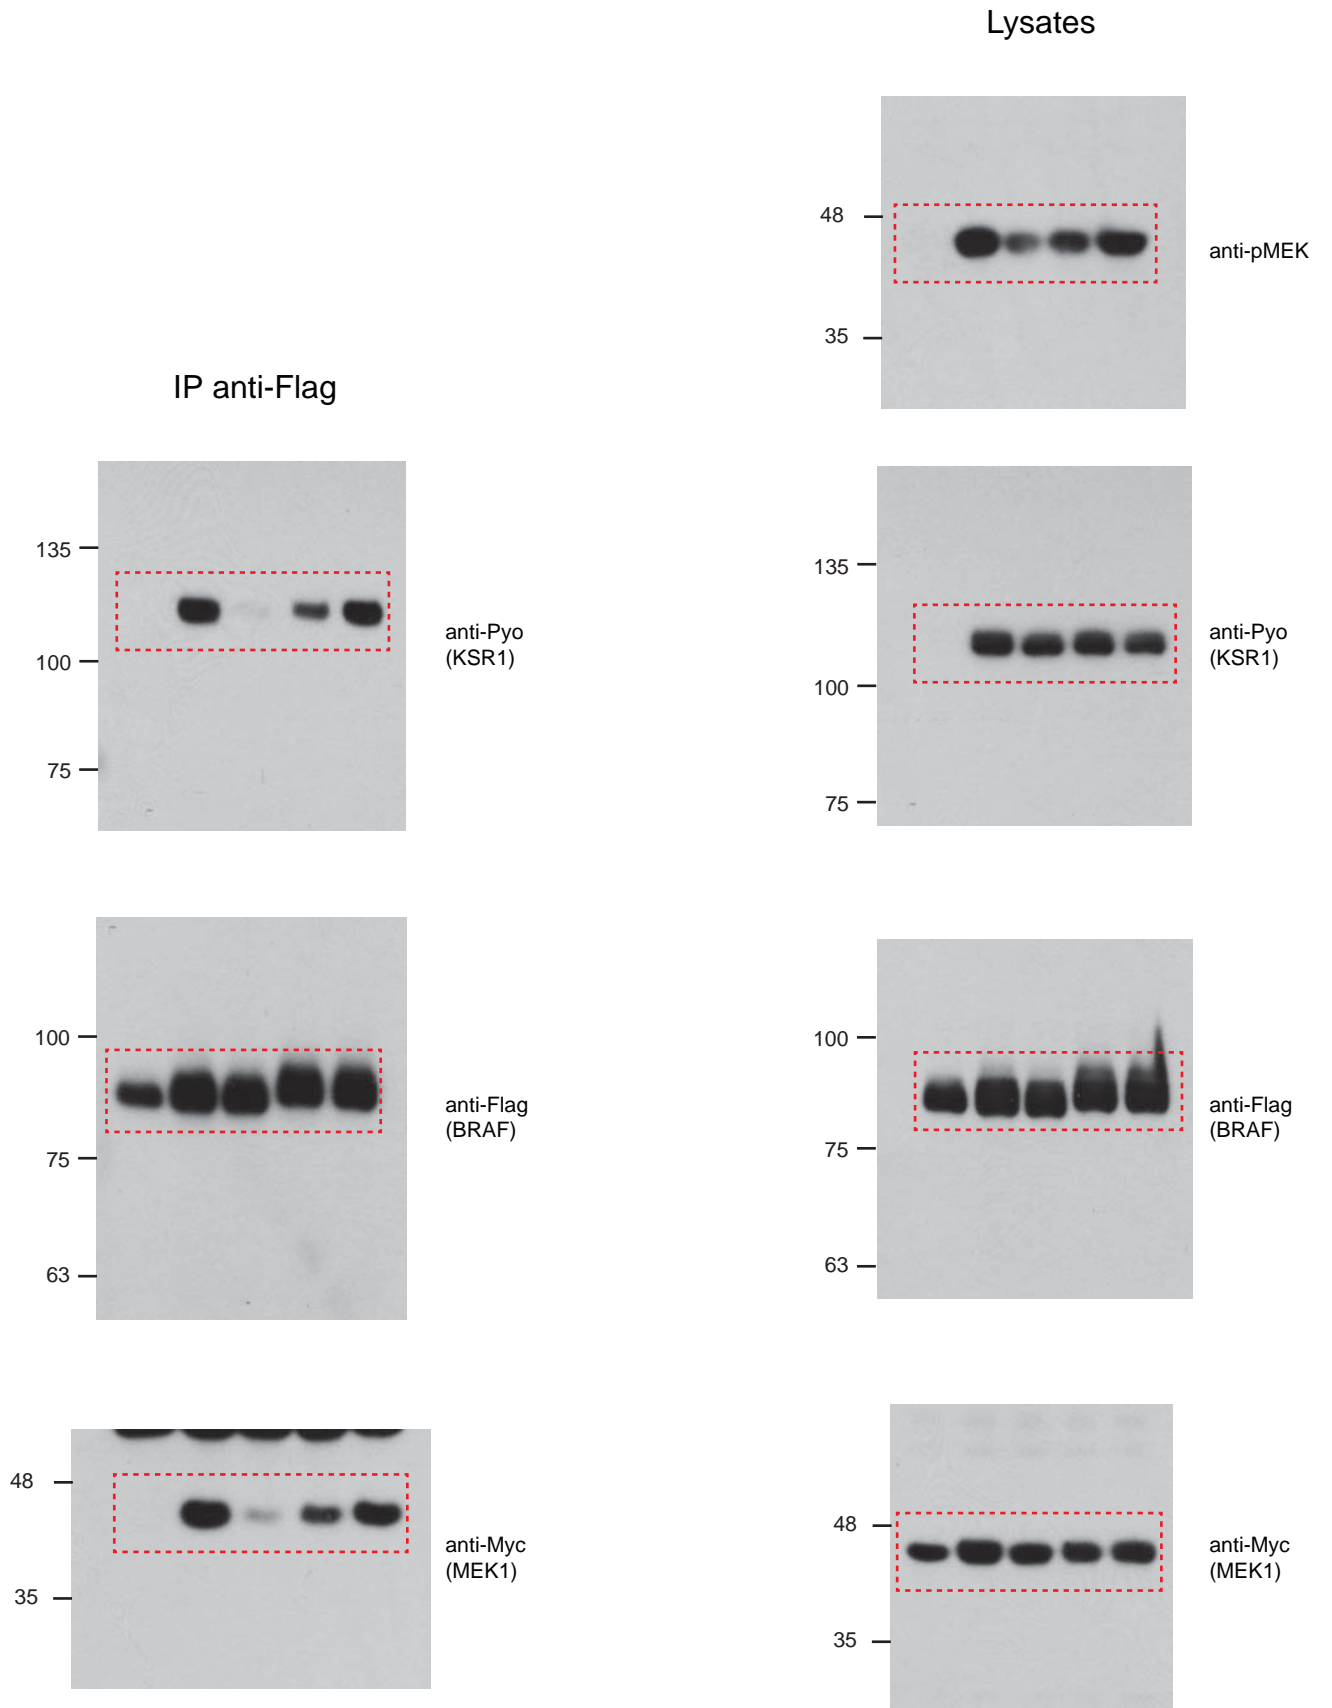 Lysates
48
35
anti-pMEK
IP anti-Flag
135
100
75
anti-Pyo
(KSR1)
135
100
75
anti-Pyo
(KSR1)
100
75
63
anti-Flag
(BRAF)
100
75
63
anti-Flag
(BRAF)
48
35
anti-Myc
(MEK1)
48
35
anti-Myc
(MEK1)